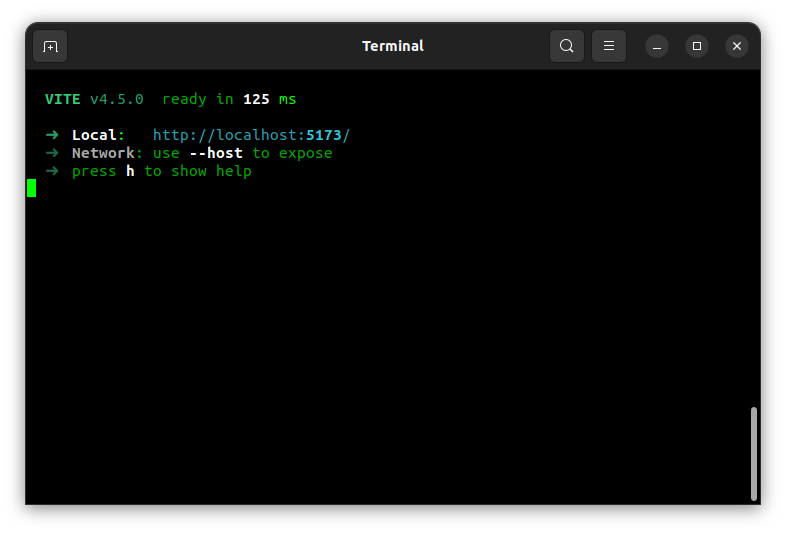 Terminal
VITE v4.5.0  ready in 125 ms
➜  Local:   http://localhost:5173/
➜  Network: use --host to expose
➜  press h to show help